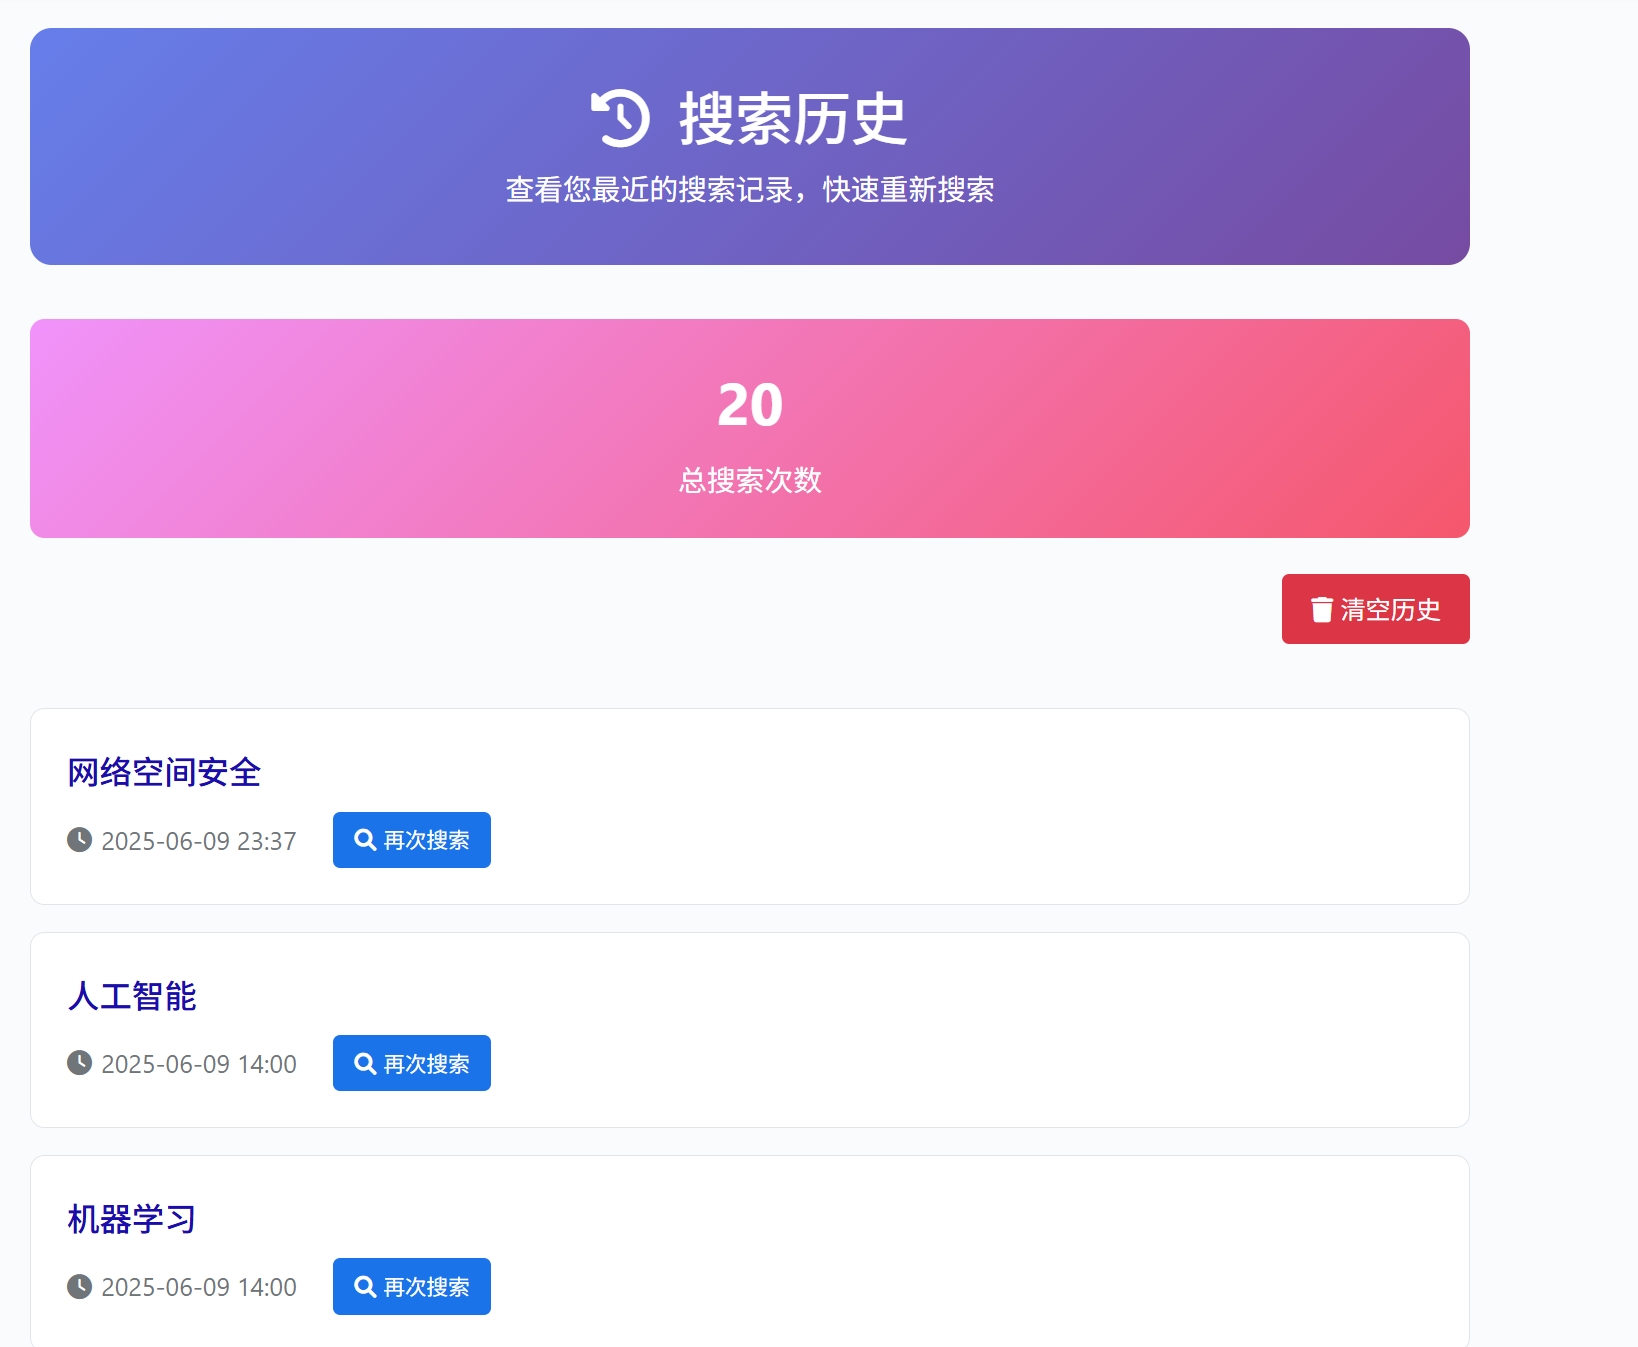 搜索历史
查看您最近的搜索记录，快速重新搜索
20
总搜索次数
清空历史
网络空间安全
2025-06-09 23:37 再次搜索
人工智能
2025-06-09 14:00 再次搜索
机器学习
2025-06-09 14:00 再次搜索